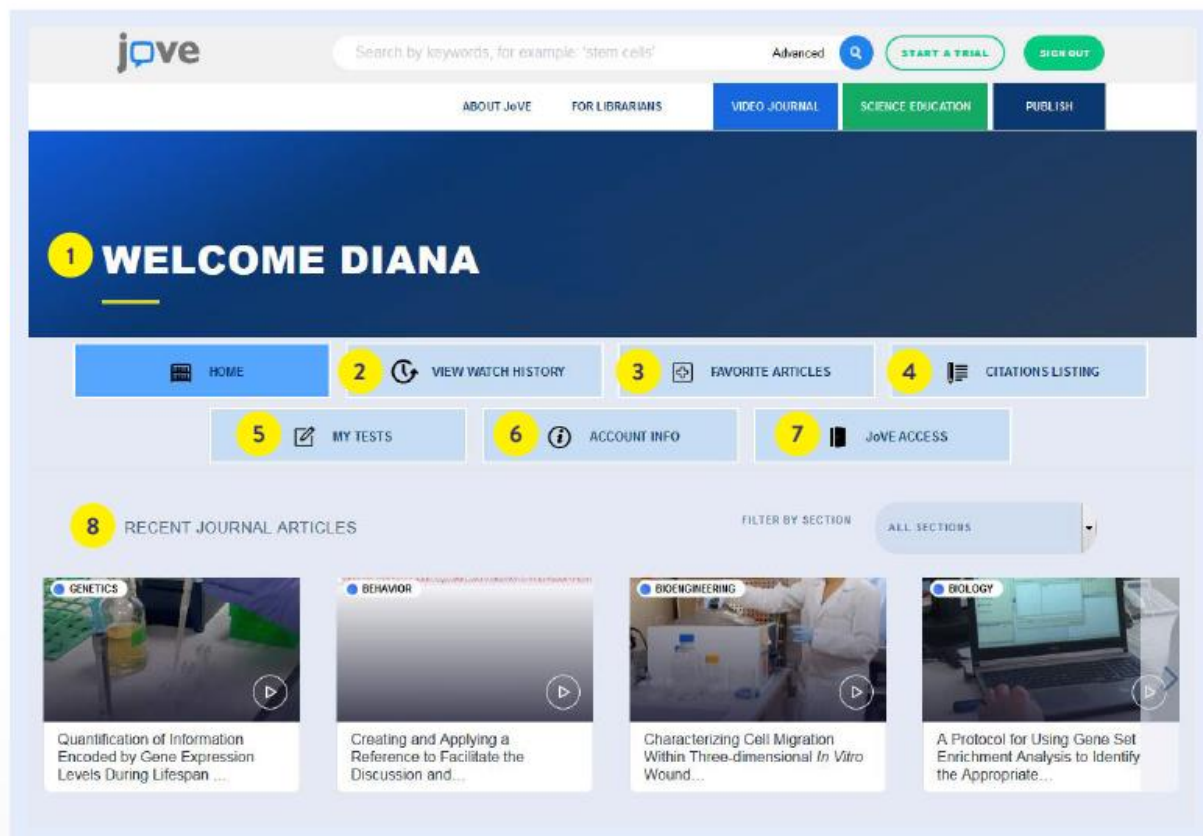 jove
Search by keywords, for example: 'stem cells'
Advanced
START A TRIAL
SIGN OUT
ABOUT JoVE
FOR LIBRARIANS
VIDEO JOURNAL
SCIENCE EDUCATION
PUBLISH
1
WELCOME DIANA
HOME
2
VIEW WATCH HISTORY
3
FAVORITE ARTICLES
4
CITATIONS LISTING
5
MY TESTS
6
ACCOUNT INFO
7
JoVE ACCESS
8
RECENT JOURNAL ARTICLES
FILTER BY SECTION
ALL SECTIONS
GENETICS
Quantification of Information
Encoded by Gene Expression
Levels During Lifespan ...
BEHAVIOR
Creating and Applying a
Reference to Facilitate the
Discussion and...
BIOENGINEERING
Characterizing Cell Migration
Within Three-dimensional In Vitro
Wound...
BIOLOGY
A Protocol for Using Gene Set
Enrichment Analysis to Identify
the Appropriate...